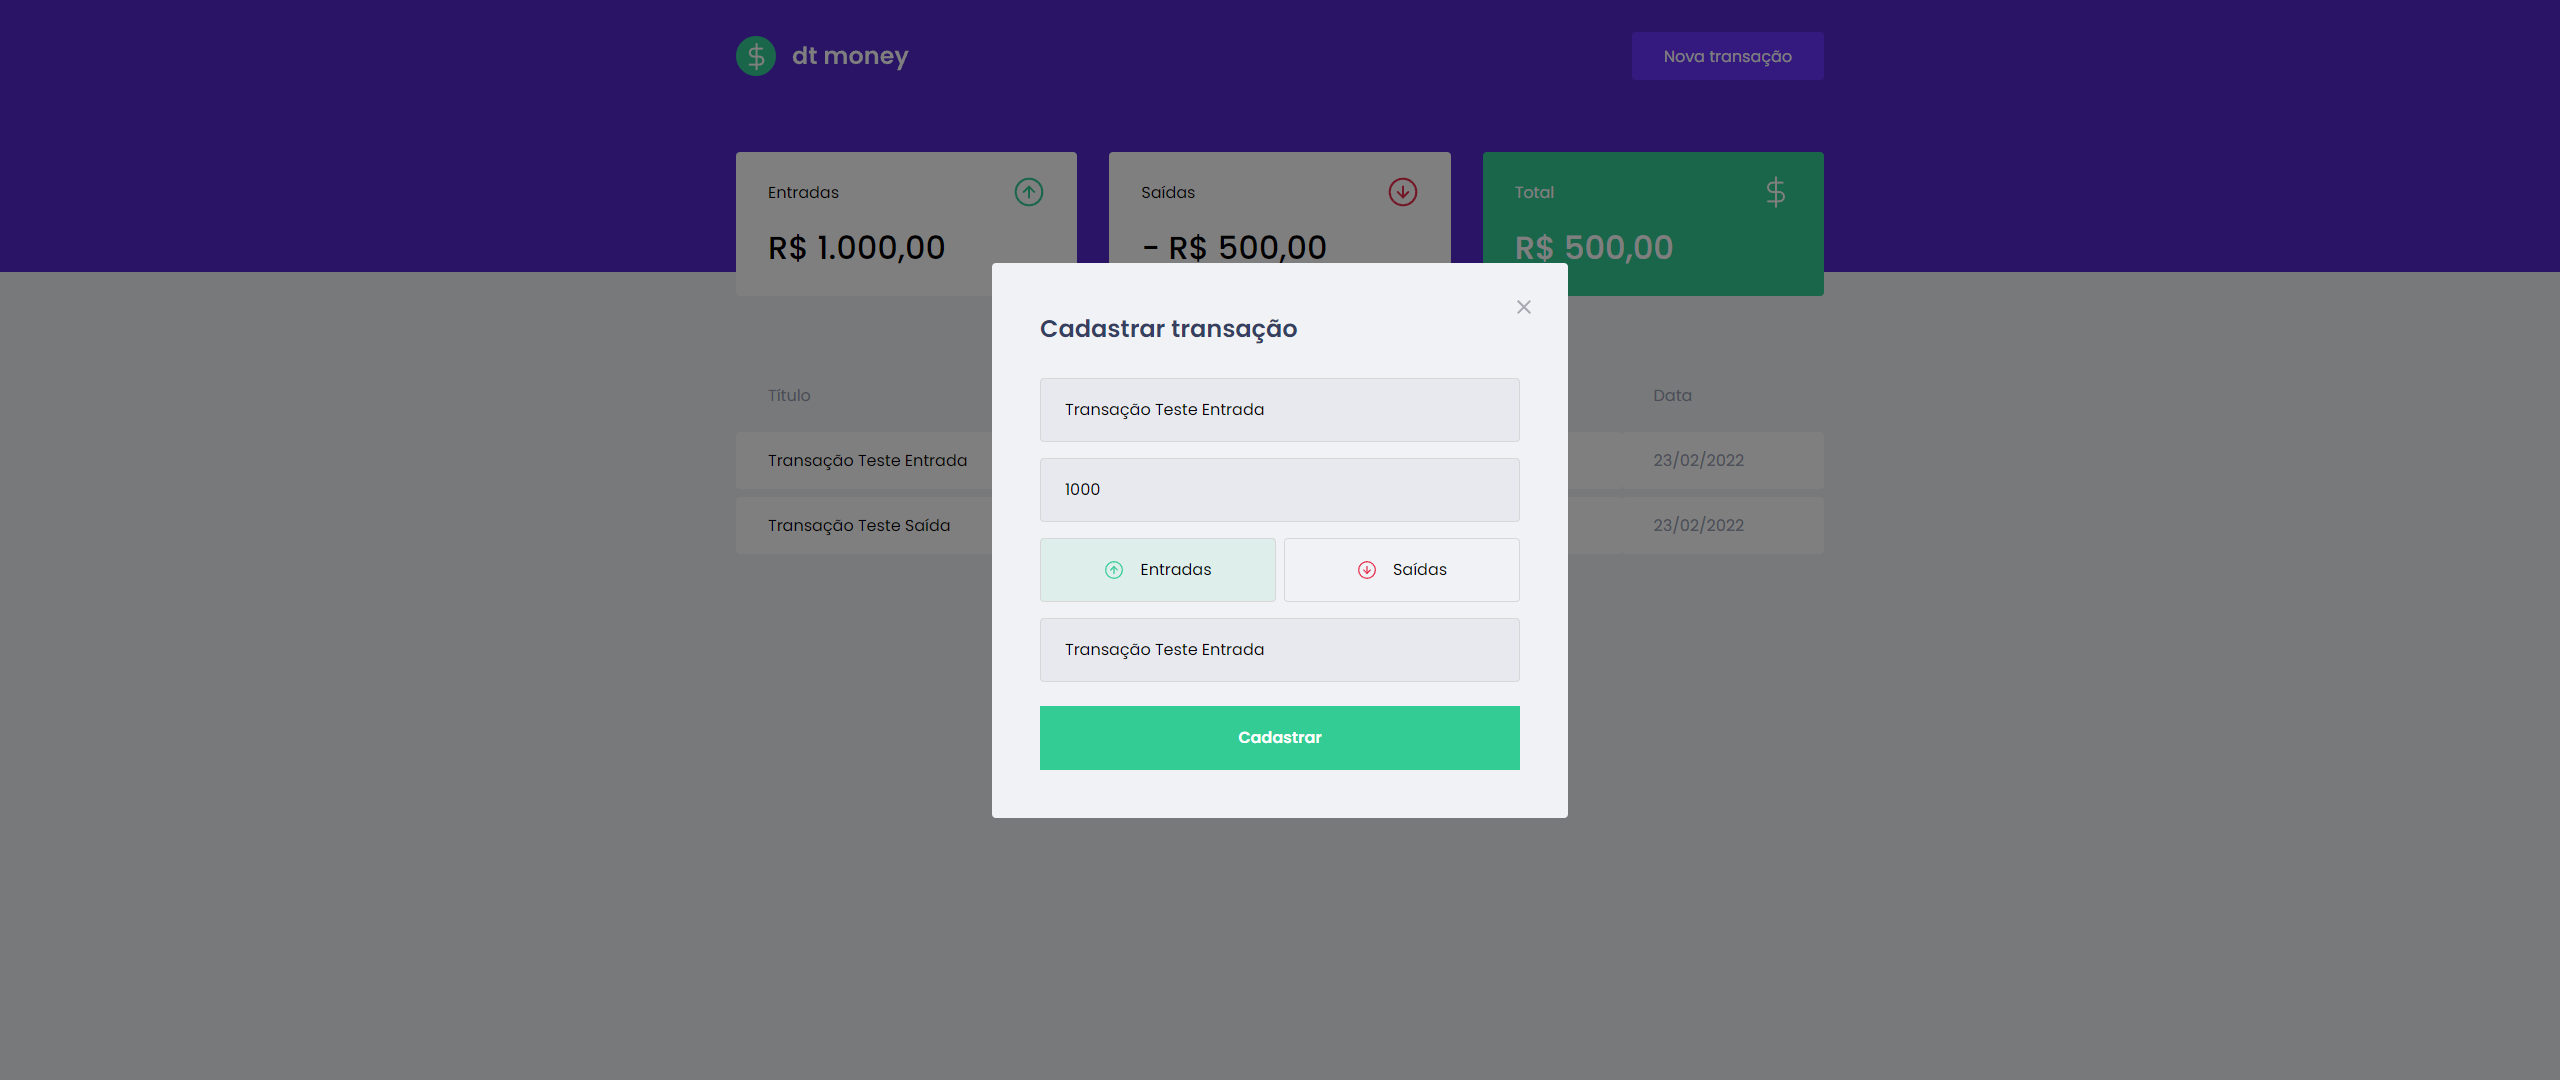 dt money
Nova transação
Entradas
Saídas
Total
R$ 1.000,00
- R$ 500,00
R$ 500,00
Cadastrar transação
Título
Data
Transação Teste Entrada
23/02/2022
Transação Teste Saída
23/02/2022
Transação Teste Entrada
1000
Entradas
Saídas
Transação Teste Entrada
Cadastrar